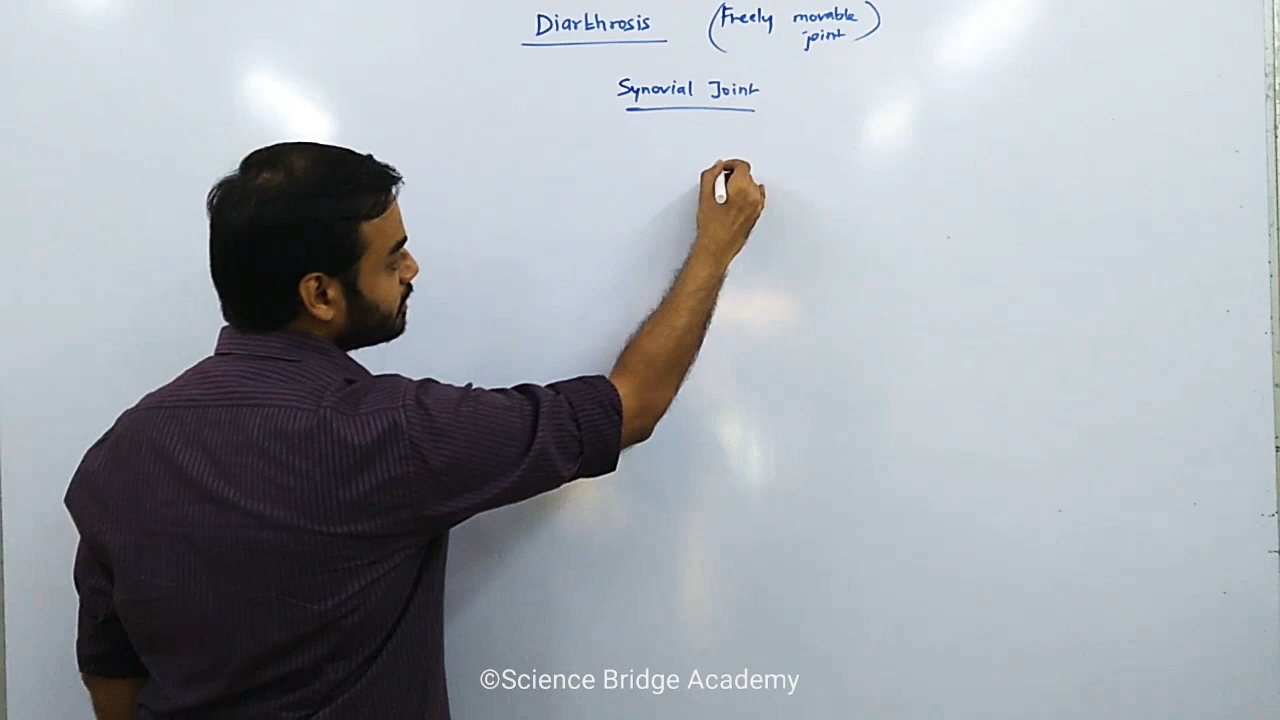 Diarthrosis (Freely movable
joint)
Synovial Joint
©Science Bridge Academy